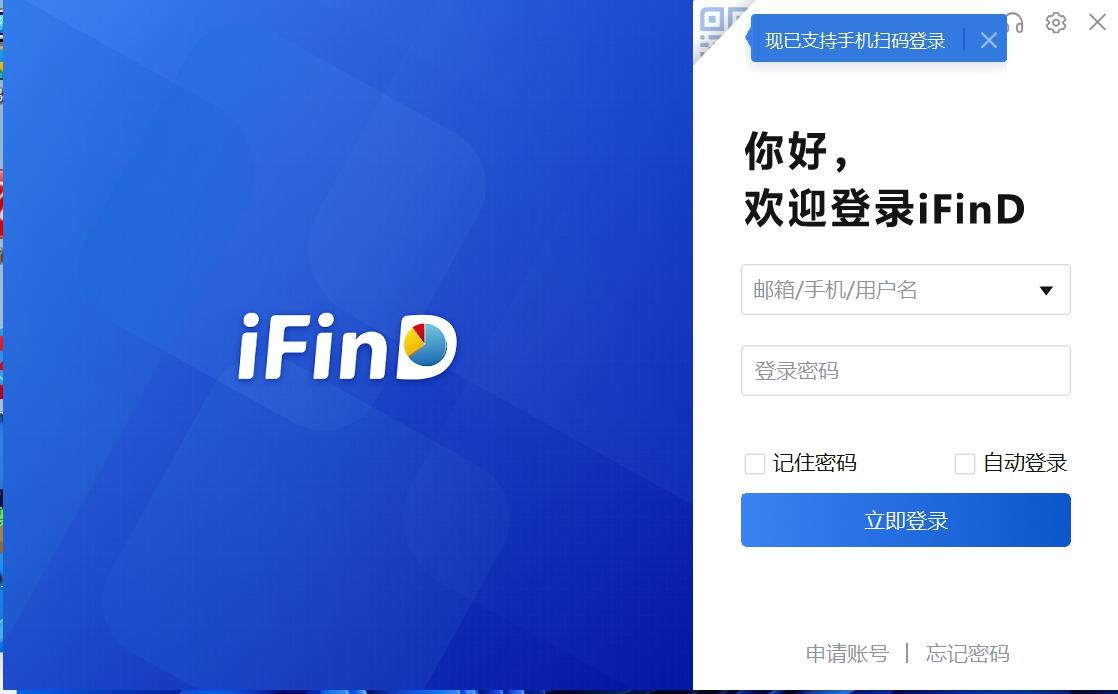 现已支持手机扫码登录
你好，
欢迎登录iFinD
iFinD
邮箱/手机/用户名
登录密码
记住密码 自动登录
立即登录
申请账号 | 忘记密码